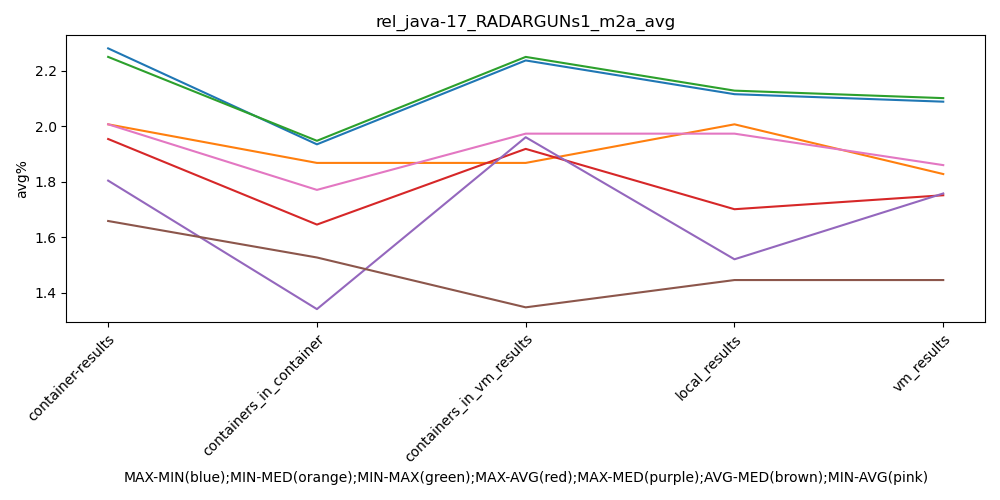 rel_java-17_RADARGUNs1_m2a_avg
avg%
2.2
2.0
1.8
1.6
1.4
container-results
containers_in_container
containers_in_vm_results
local_results
vm_results
MAX-MIN(blue);MIN-MED(orange);MIN-MAX(green);MAX-AVG(red);MAX-MED(purple);AVG-MED(brown);MIN-AVG(pink)